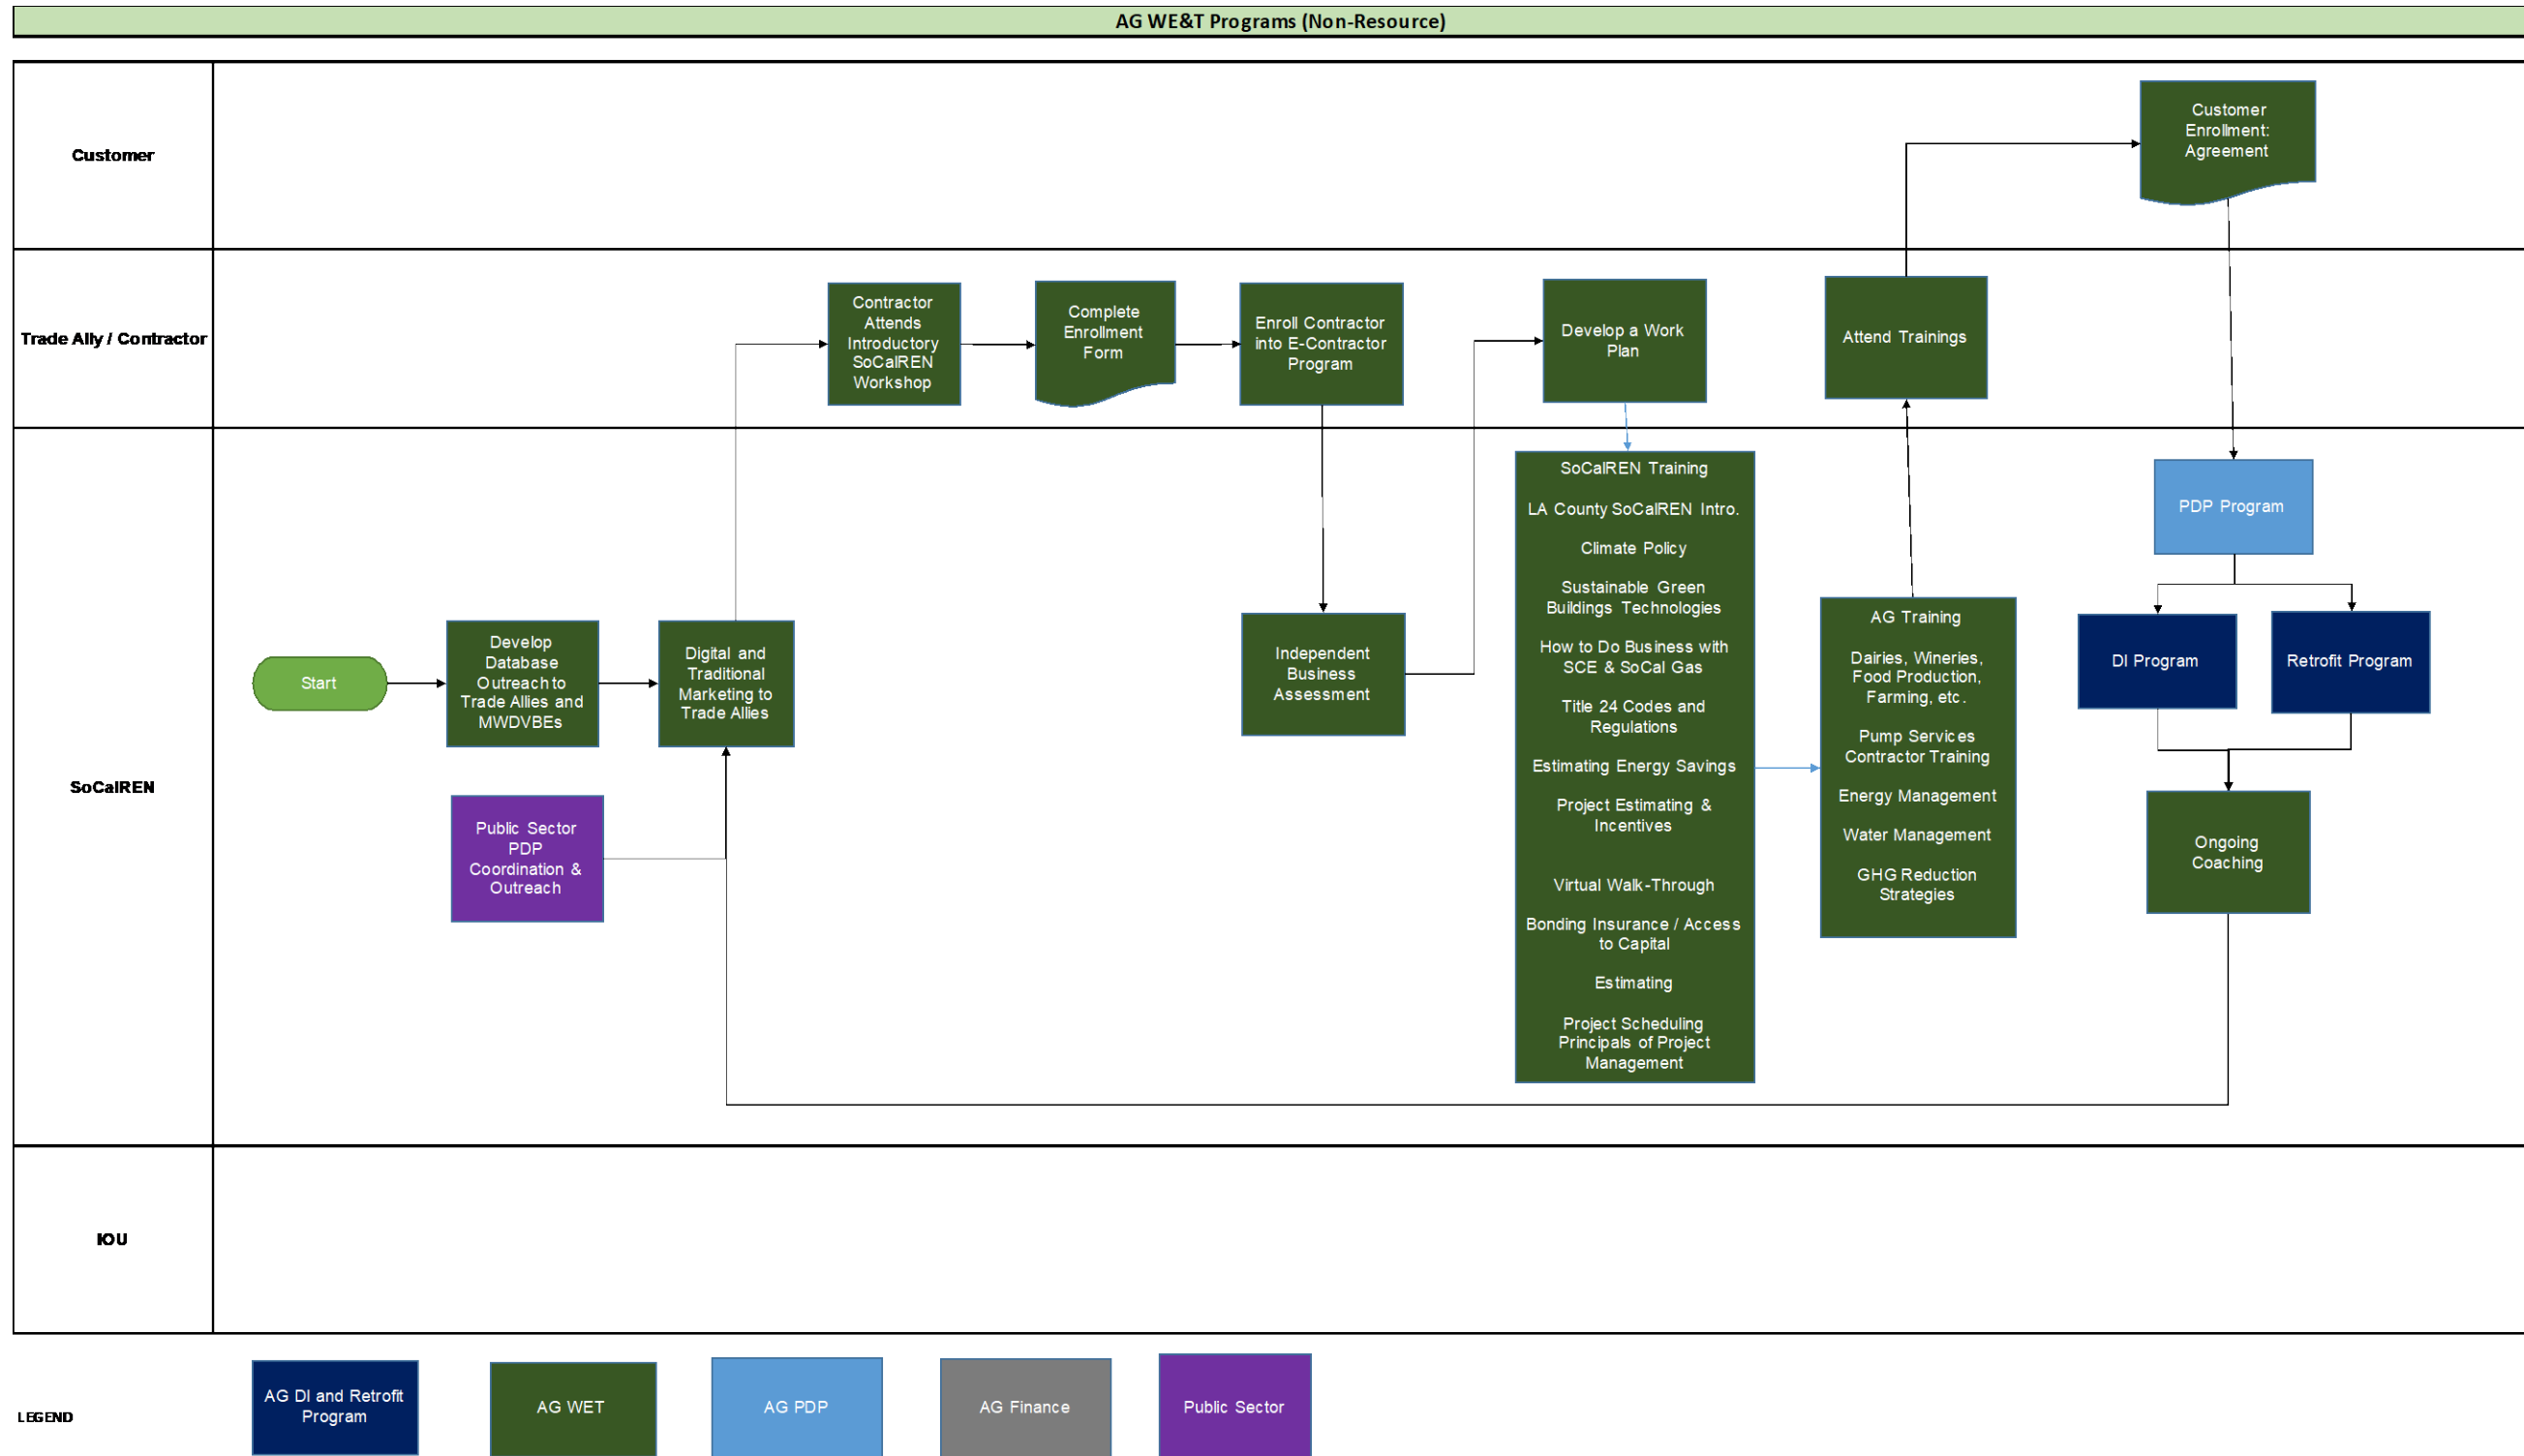 AG WE&T Programs (Non-Resource)
Customer
Customer
Enrollment:
Agreement
Trade Ally / Contractor
Contractor
Attends
Introductory
SoCalREN
Workshop
Complete
Enrollment
Form
Enroll Contractor
into E-Contractor
Program
Develop a Work
Plan
Attend Trainings
SoCalREN
Start
Develop
Database
Outreach to
Trade Allies and
MWDVBEs
Digital and
Traditional
Marketing to
Trade Allies
Public Sector
PDP
Coordination &
Outreach
Independent
Business
Assessment
SoCalREN Training
LA County SoCalREN Intro.
Climate Policy
Sustainable Green
Buildings Technologies
How to Do Business with
SCE & SoCal Gas
Title 24 Codes and
Regulations
Estimating Energy Savings
Project Estimating &
Incentives
Virtual Walk-Through
Bonding Insurance / Access
to Capital
Estimating
Project Scheduling
Principals of Project
Management
AG Training
Dairies, Wineries,
Food Production,
Farming, etc.
Pump Services
Contractor Training
Energy Management
Water Management
GHG Reduction
Strategies
PDP Program
DI Program
Retrofit Program
Ongoing
Coaching
IOU
LEGEND
AG DI and Retrofit
Program
AG WET
AG PDP
AG Finance
Public Sector